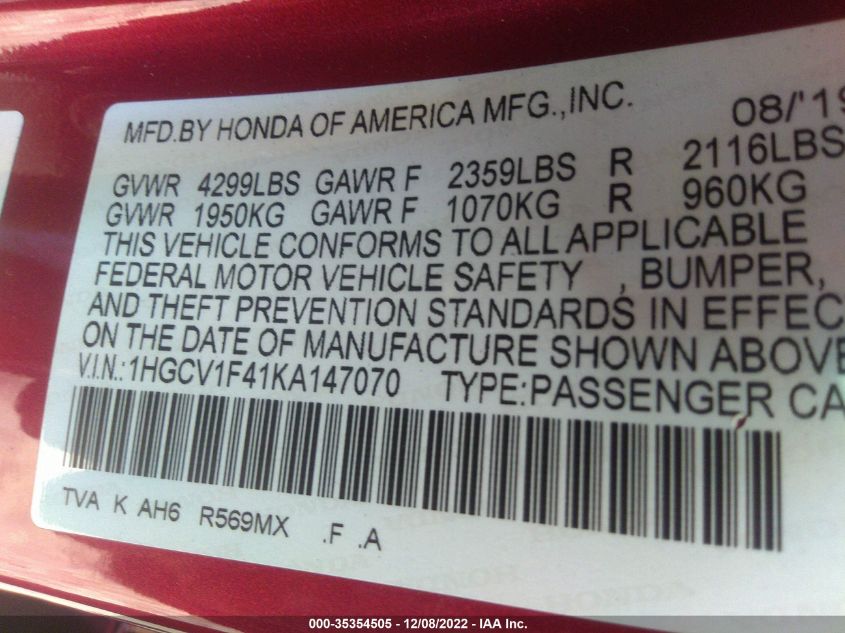 MFD.BY HONDA OF AMERICA MFG.,INC. 08/'19
GVWR 4299LBS GAWR F 2359LBS R 2116LBS
GVWR 1950KG GAWR F 1070KG R 960KG
THIS VEHICLE CONFORMS TO ALL APPLICABLE
FEDERAL MOTOR VEHICLE SAFETY , BUMPER,
AND THEFT PREVENTION STANDARDS IN EFFEC
ON THE DATE OF MANUFACTURE SHOWN ABOVE
V.I.N.:1HGCV1F41KA147070 TYPE:PASSENGER CA
TVA K AH6 R569MX .F .A
000-35354505 - 12/08/2022 - IAA Inc.